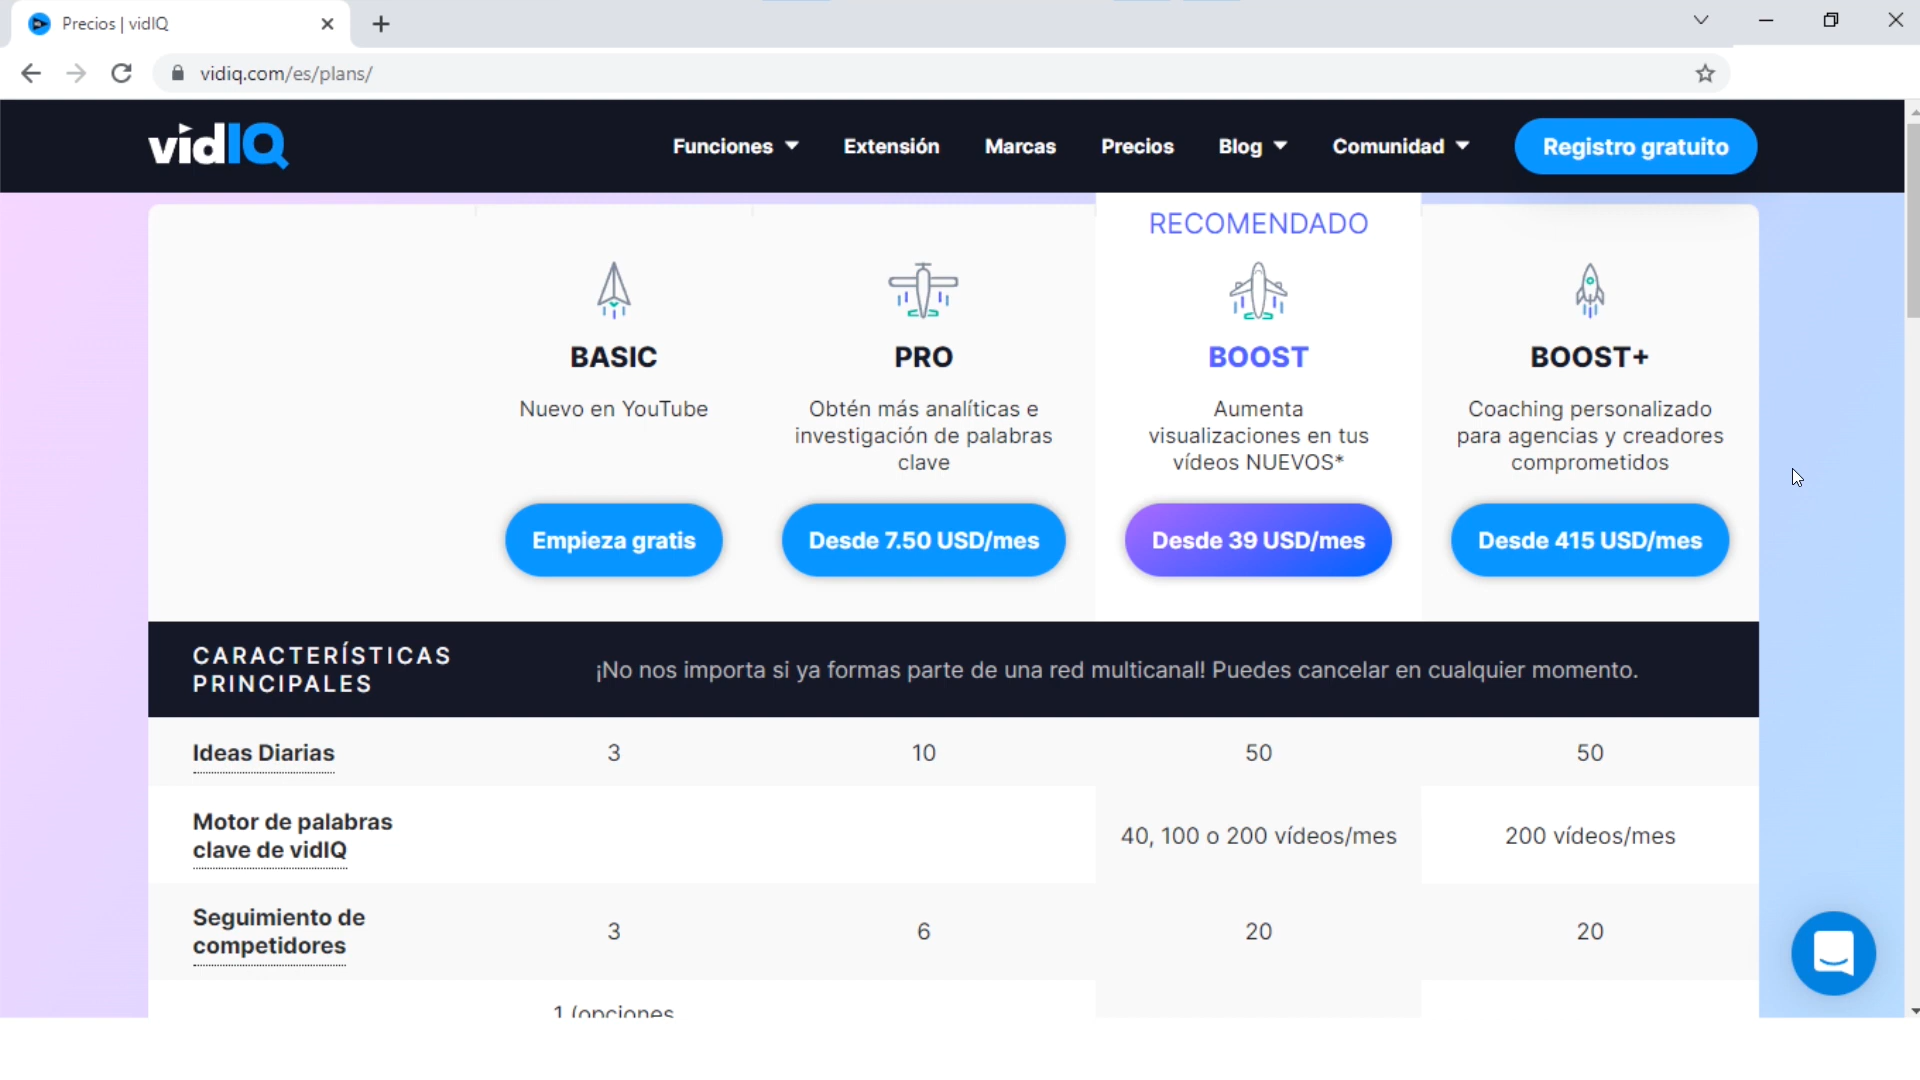 Precios | vidIQ
vidiq.com/es/plans/
vidIQ
Funciones
Extensión
Marcas
Precios
Blog
Comunidad
Registro gratuito
RECOMENDADO
BASIC
PRO
BOOST
BOOST+
Nuevo en YouTube
Obtén más analíticas e
investigación de palabras
clave
Aumenta
visualizaciones en tus
vídeos NUEVOS*
Coaching personalizado
para agencias y creadores
comprometidos
Empieza gratis
Desde 7.50 USD/mes
Desde 39 USD/mes
Desde 415 USD/mes
CARACTERÍSTICAS
PRINCIPALES
¡No nos importa si ya formas parte de una red multicanal! Puedes cancelar en cualquier momento.
Ideas Diarias
3
10
50
50
Motor de palabras
clave de vidIQ
40, 100 o 200 vídeos/mes
200 vídeos/mes
Seguimiento de
competidores
3
6
20
20
1 (opciones